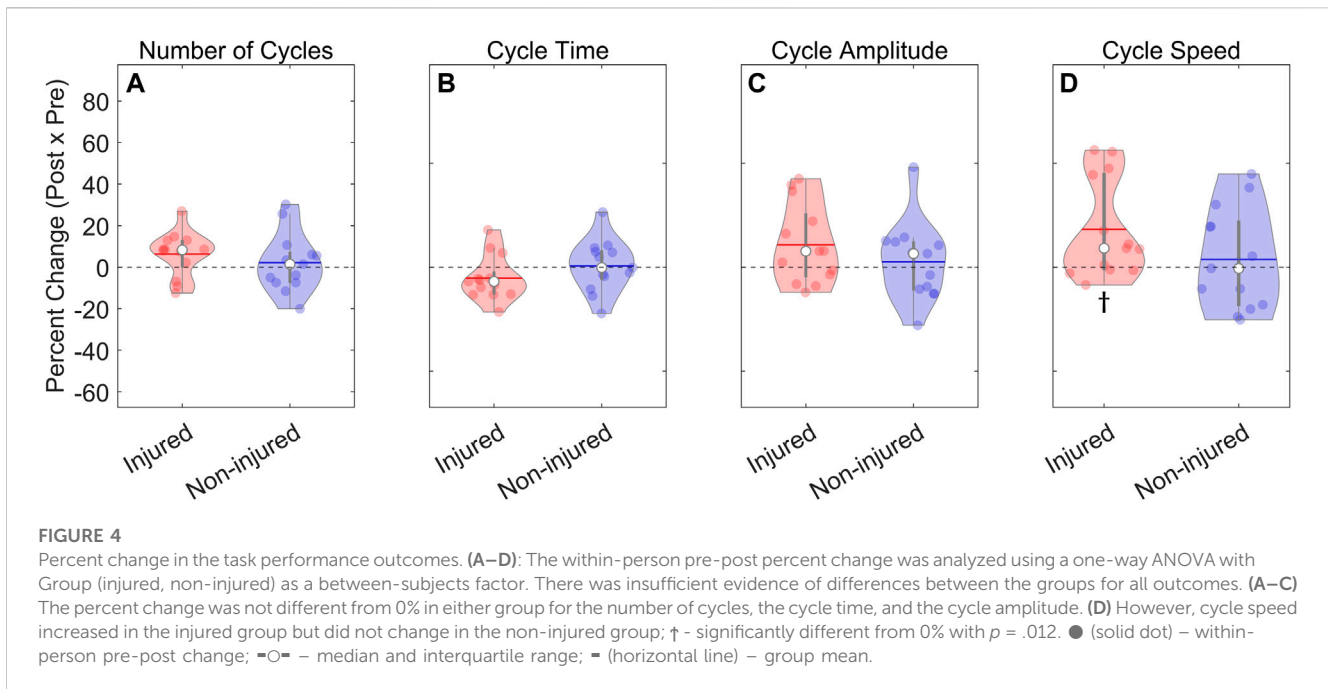 Number of Cycles
Cycle Time
Cycle Amplitude
Cycle Speed
A
B
C
D
Percent Change (Post x Pre)
80
60
40
20
0
-20
-40
-60
†
Injured
Non-injured
Injured
Non-injured
Injured
Non-injured
Injured
Non-injured
FIGURE 4
Percent change in the task performance outcomes. (A–D): The within-person pre-post percent change was analyzed using a one-way ANOVA with
Group (injured, non-injured) as a between-subjects factor. There was insufficient evidence of differences between the groups for all outcomes. (A–C)
The percent change was not different from 0% in either group for the number of cycles, the cycle time, and the cycle amplitude. (D) However, cycle speed
increased in the injured group but did not change in the non-injured group; † - significantly different from 0% with p = .012. ● (solid dot) – within-
person pre-post change; ━○━ – median and interquartile range; ━ (horizontal line) – group mean.